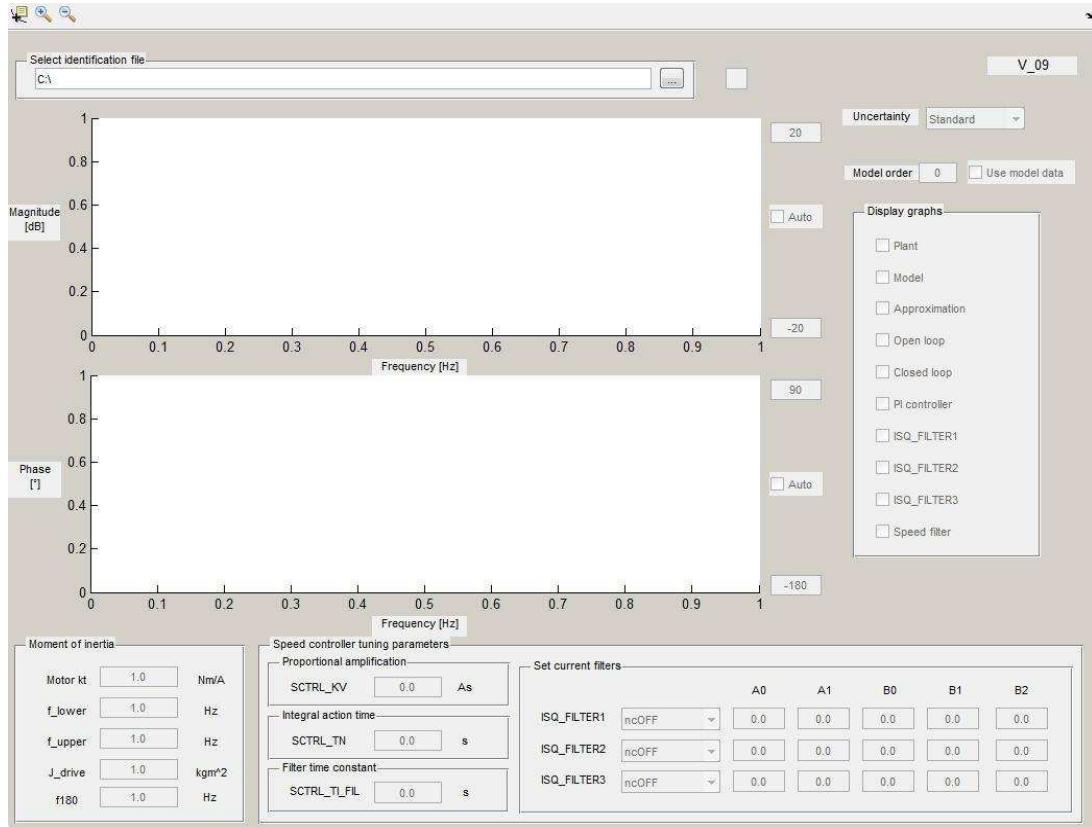 Select identification file
C:\ ...
V_09
Uncertainty Standard
Model order 0 Use model data
Magnitude
[dB]
1
0.8
0.6
0.4
0.2
0
0 0.1 0.2 0.3 0.4 0.5 0.6 0.7 0.8 0.9 1
Frequency [Hz]
20
Auto
-20
Phase
[°]
1
0.8
0.6
0.4
0.2
0
0 0.1 0.2 0.3 0.4 0.5 0.6 0.7 0.8 0.9 1
Frequency [Hz]
90
Auto
-180
Display graphs
Plant
Model
Approximation
Open loop
Closed loop
PI controller
ISQ_FILTER1
ISQ_FILTER2
ISQ_FILTER3
Speed filter
Moment of inertia
Motor kt 1.0 Nm/A
f_lower 1.0 Hz
f_upper 1.0 Hz
J_drive 1.0 kgm^2
f180 1.0 Hz
Speed controller tuning parameters
Proportional amplification
SCTRL_KV 0.0 As
Integral action time
SCTRL_TN 0.0 s
Filter time constant
SCTRL_TI_FIL 0.0 s
Set current filters
A0 A1 B0 B1 B2
ISQ_FILTER1 ncOFF 0.0 0.0 0.0 0.0 0.0
ISQ_FILTER2 ncOFF 0.0 0.0 0.0 0.0 0.0
ISQ_FILTER3 ncOFF 0.0 0.0 0.0 0.0 0.0